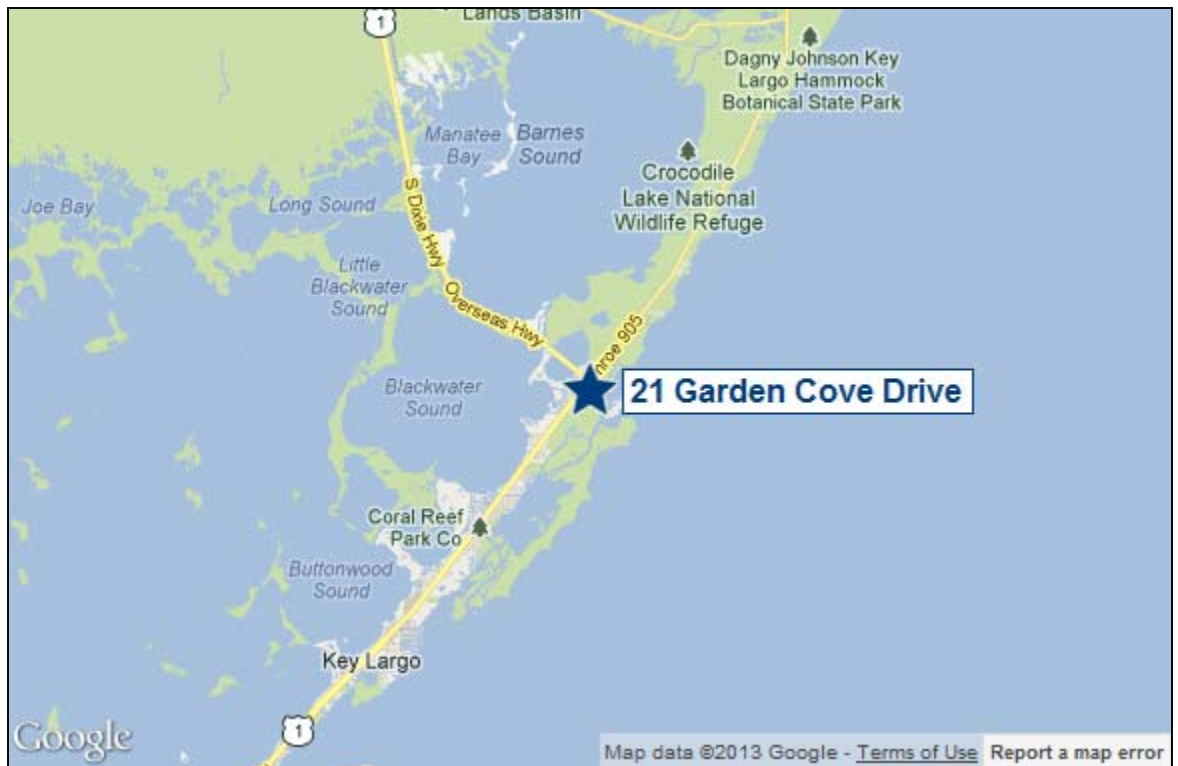 1
Lands Basin
Dagny Johnson Key
Largo Hammock
Botanical State Park
Manatee
Bay
Barnes
Sound
Crocodile
Lake National
Wildlife Refuge
Joe Bay
Long Sound
S Dixie Hwy
Little
Blackwater
Sound
Overseas Hwy
nroe 905
21 Garden Cove Drive
Blackwater
Sound
Coral Reef
Park Co
Buttonwood
Sound
Key Largo
1
Google
Map data ©2013 Google - Terms of Use Report a map error